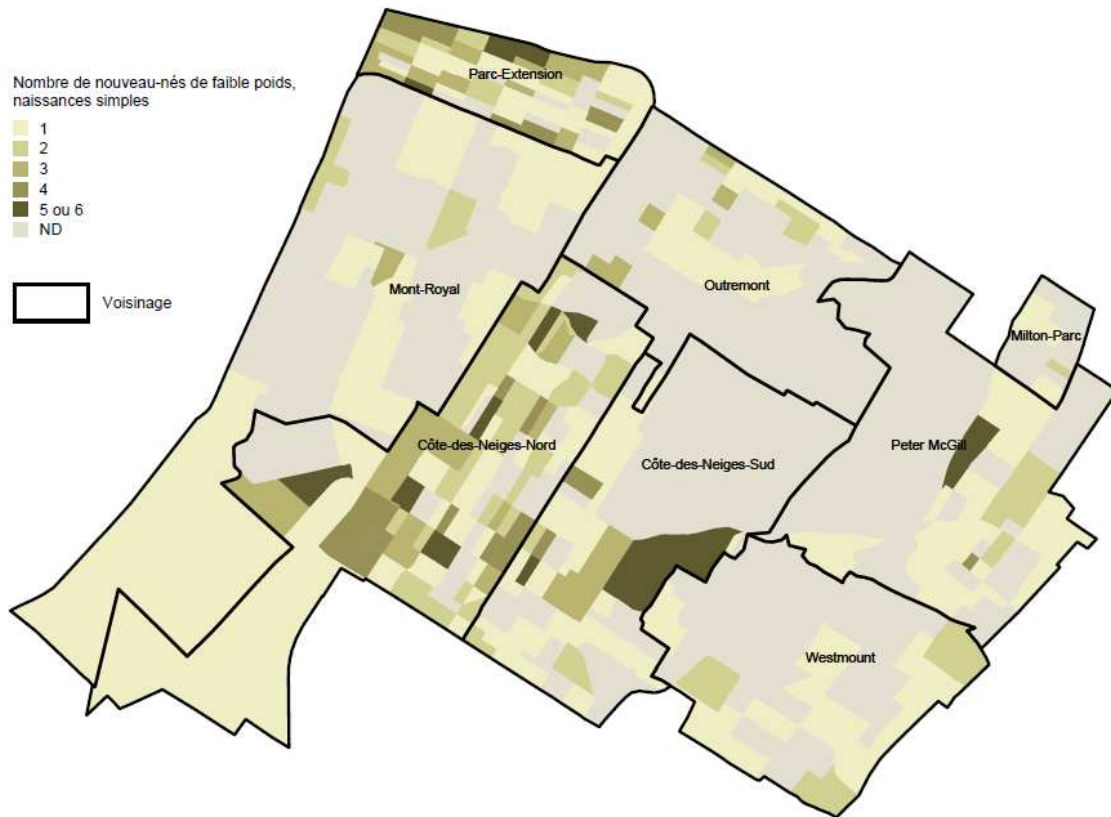 Nombre de nouveau-nés de faible poids,
naissances simples
1
2
3
4
5 ou 6
ND
Voisinage
Parc-Extension
Mont-Royal
Outremont
Milton-Parc
Côte-des-Neiges-Nord
Côte-des-Neiges-Sud
Peter McGill
Westmount